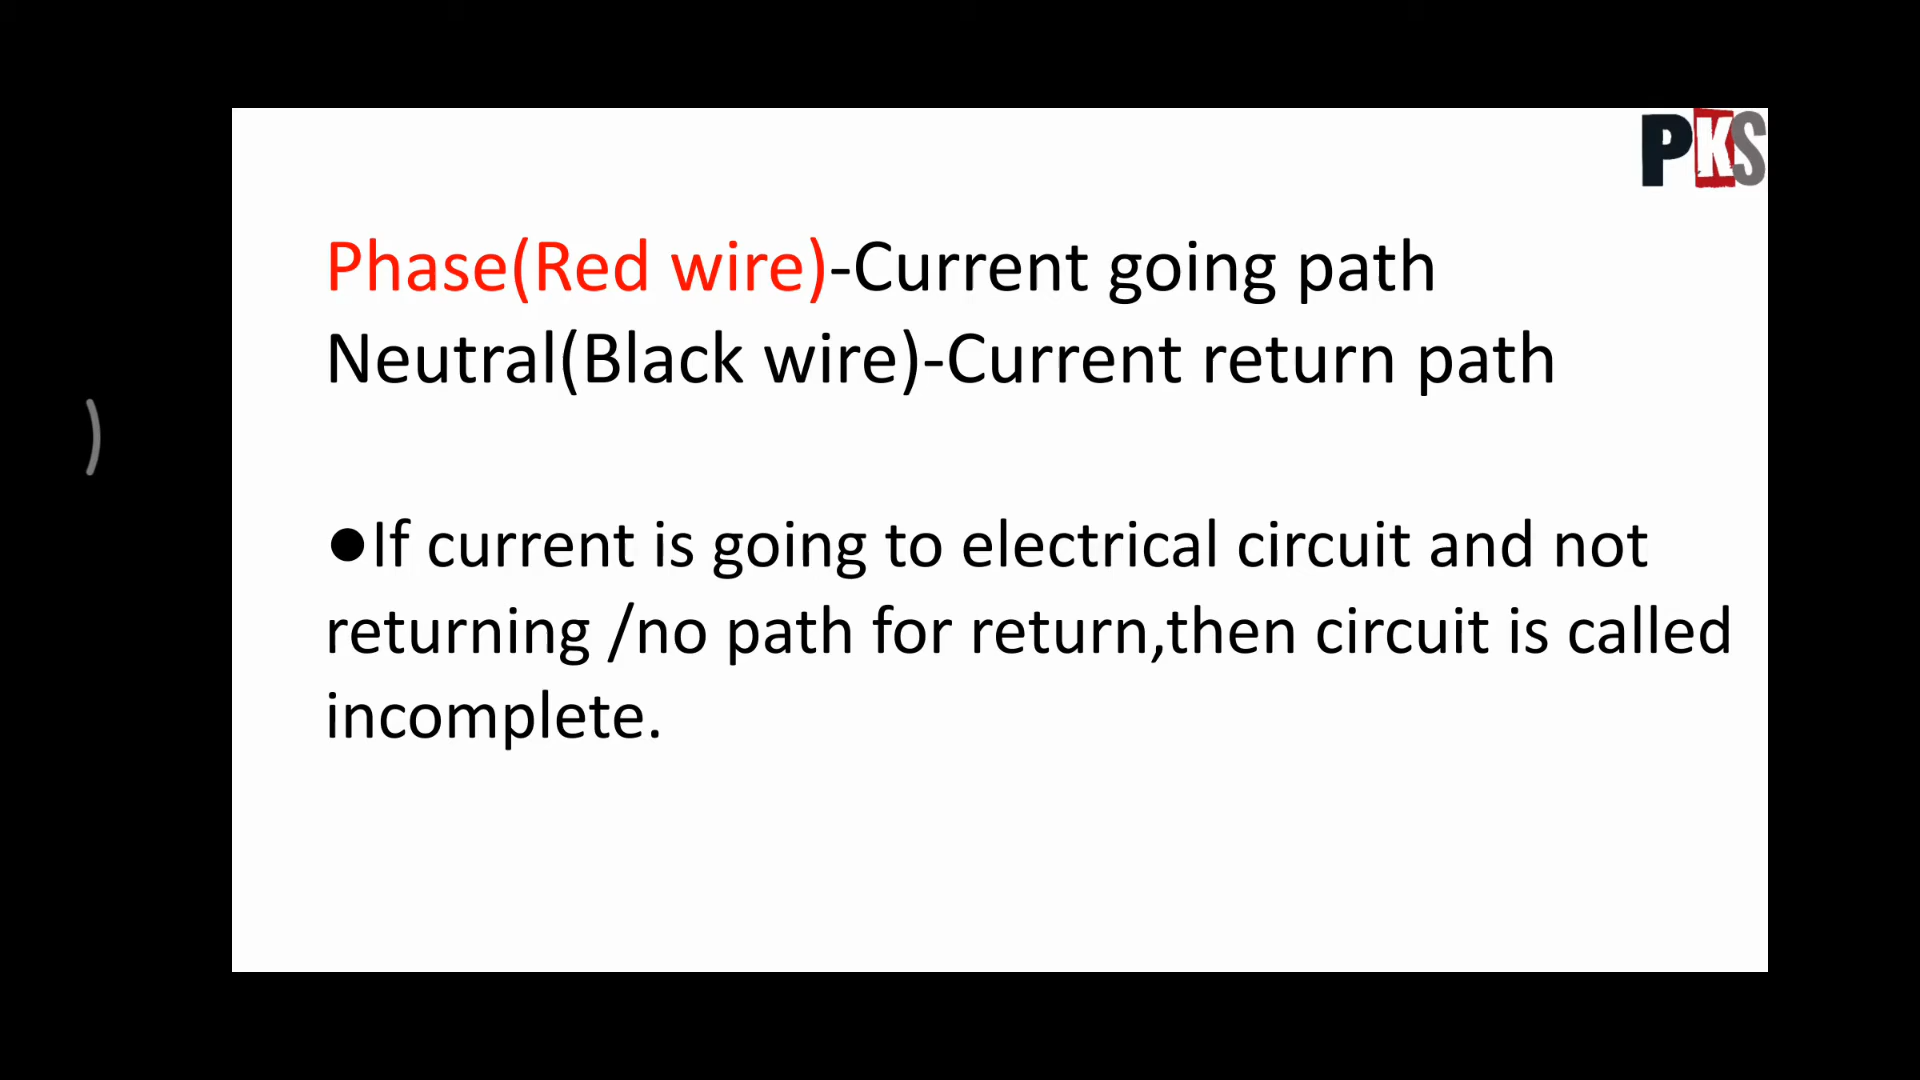 PKS
Phase(Red wire)-Current going path
Neutral(Black wire)-Current return path
●If current is going to electrical circuit and not
returning /no path for return,then circuit is called
incomplete.